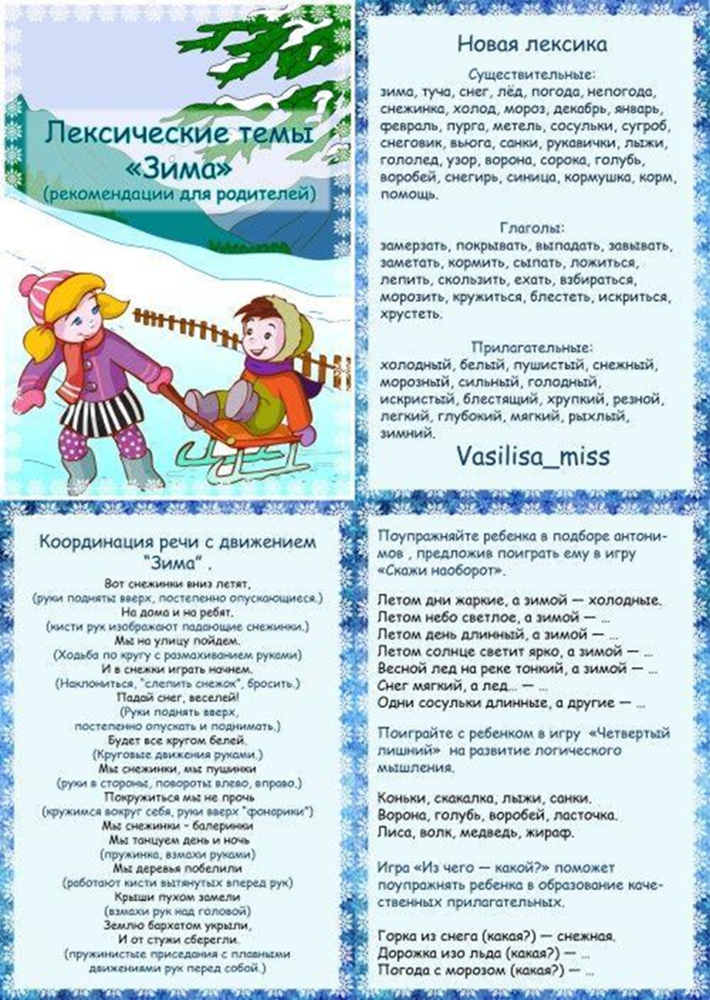 Лексические темы
«Зима»
(рекомендации для родителей)
Новая лексика
Существительные:
зима, туча, снег, лёд, погода, непогода,
снежинка, холод, мороз, декабрь, январь,
февраль, пурга, метель, сосульки, сугроб,
снеговик, вьюга, санки, рукавички, лыжи,
гололед, узор, ворона, сорока, голубь,
воробей, снегирь, синица, кормушка, корм,
помощь.
Глаголы:
замерзать, покрывать, выпадать, завывать,
заметать, кормить, сыпать, ложиться,
лепить, скользить, ехать, взбираться,
морозить, кружиться, блестеть, искриться,
хрустеть.
Прилагательные:
холодный, белый, пушистый, снежный,
морозный, сильный, голодный,
искристый, блестящий, хрупкий, резной,
легкий, глубокий, мягкий, рыхлый,
зимний.
Vasilisa_miss
Координация речи с движением
"Зима" .
Вот снежинки вниз летят,
(руки подняты вверх, постепенно опускающиеся.)
На дома и на ребят.
(кисти рук изображают падающие снежинки.)
Мы на улицу пойдем.
(Ходьба по кругу с размахиванием руками)
И в снежки играть начнем.
(Наклониться, "слепить снежок", бросить.)
Падай снег, веселей!
(Руки поднять вверх,
постепенно опускать и поднимать.)
Будет все кругом белей.
(Круговые движения руками.)
Мы снежинки, мы пушинки
(руки в стороны, повороты влево, вправо.)
Покружиться мы не прочь
(кружимся вокруг себя, руки вверх "фонарики")
Мы снежинки - балеринки
Мы танцуем день и ночь
(пружинка, взмахи руками)
Мы деревья побелили
(работают кисти вытянутых вперед рук)
Крыши пухом замели
(взмахи рук над головой)
Землю бархатом укрыли,
И от стужи сберегли.
(пружинистые приседания с плавными
движениями рук перед собой.)
Поупражняйте ребенка в подборе антони-
мов , предложив поиграть ему в игру
«Скажи наоборот».
Летом дни жаркие, а зимой — холодные.
Летом небо светлое, а зимой — ...
Летом день длинный, а зимой — ...
Летом солнце светит ярко, а зимой — ...
Весной лед на реке тонкий, а зимой — ...
Снег мягкий, а лед... — ...
Одни сосульки длинные, а другие — ...
Поиграйте с ребенком в игру «Четвертый
лишний» на развитие логического
мышления.
Коньки, скакалка, лыжи, санки.
Ворона, голубь, воробей, ласточка.
Лиса, волк, медведь, жираф.
Игра «Из чего — какой?» поможет
поупражнять ребенка в образование каче-
ственных прилагательных.
Горка из снега (какая?) — снежная.
Дорожка изо льда (какая?) — ...
Погода с морозом (какая?) — ...